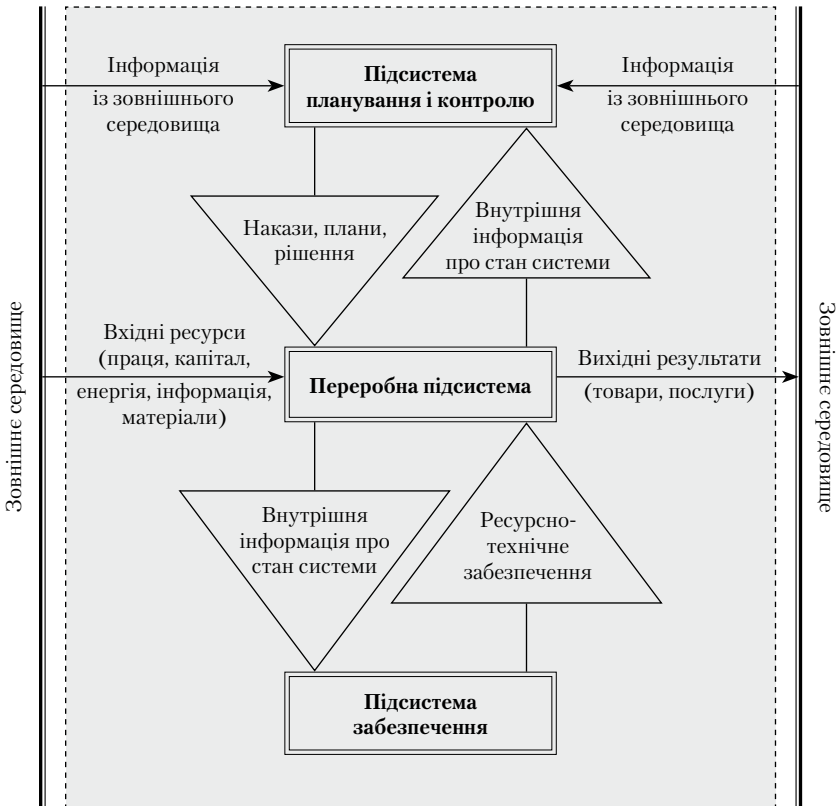 Інформація
із зовнішнього
середовища
Підсистема
планування і контролю
Інформація
із зовнішнього
середовища
Накази, плани,
рішення
Внутрішня
інформація
про стан системи
Зовнішнє середовище
Вхідні ресурси
(праця, капітал,
енергія, інформація,
матеріали)
Переробна підсистема
Вихідні результати
(товари, послуги)
Зовнішнє середовище
Внутрішня
інформація про
стан системи
Ресурсно-
технічне
забезпечення
Підсистема
забезпечення